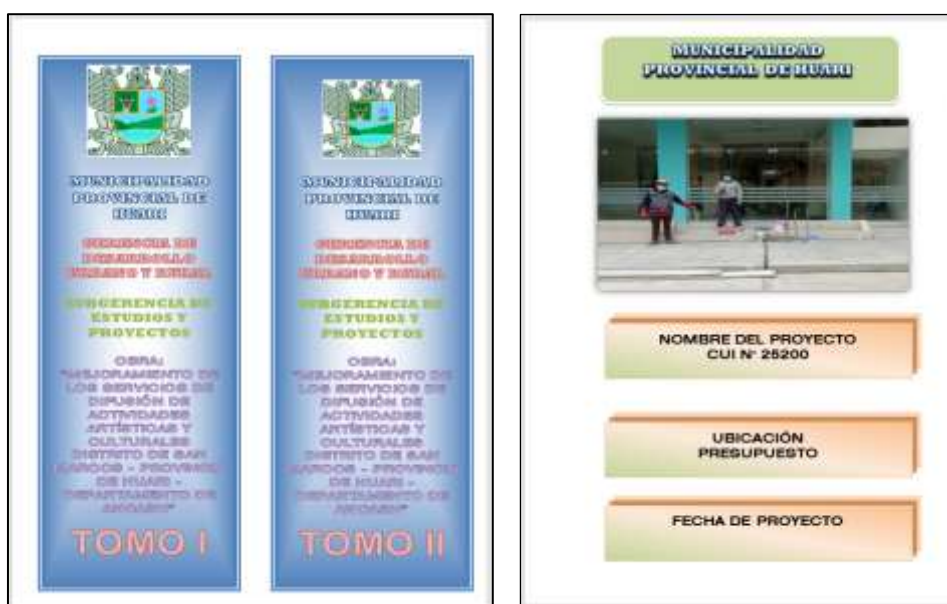 MUNICIPALIDAD
PROVINCIAL DE
HUARI
GERENCIA DE
DESARROLLO
URBANO Y RURAL
SUBGERENCIA DE
ESTUDIOS Y
PROYECTOS
OBRA:
"MEJORAMIENTO DE
LOS SERVICIOS DE
DIFUSIÓN DE
ACTIVIDADES
ARTÍSTICAS Y
CULTURALES
DISTRITO DE SAN
MARCOS - PROVINCIA
DE HUARI -
DEPARTAMENTO DE
ANCASH"
TOMO I
MUNICIPALIDAD
PROVINCIAL DE
HUARI
GERENCIA DE
DESARROLLO
URBANO Y RURAL
SUBGERENCIA DE
ESTUDIOS Y
PROYECTOS
OBRA:
"MEJORAMIENTO DE
LOS SERVICIOS DE
DIFUSIÓN DE
ACTIVIDADES
ARTÍSTICAS Y
CULTURALES
DISTRITO DE SAN
MARCOS - PROVINCIA
DE HUARI -
DEPARTAMENTO DE
ANCASH"
TOMO II
MUNICIPALIDAD
PROVINCIAL DE HUARI
NOMBRE DEL PROYECTO
CUI N° 25200
UBICACIÓN
PRESUPUESTO
FECHA DE PROYECTO